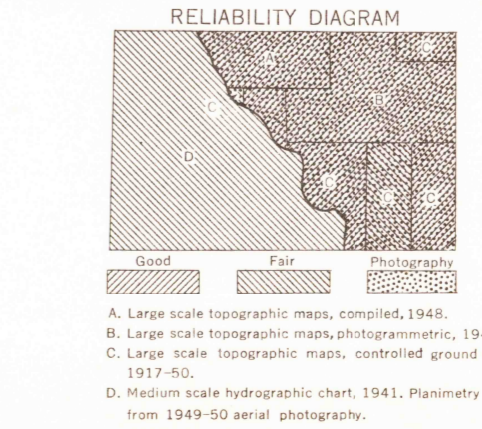 RELIABILITY DIAGRAM
A
C
B
C
D
C
C
C
Good Fair Photography
A. Large scale topographic maps, compiled, 1948.
B. Large scale topographic maps, photogrammetric,
C. Large scale topographic maps, controlled ground
1917-50.
D. Medium scale hydrographic chart, 1941. Planimetry
from 1949-50 aerial photography.